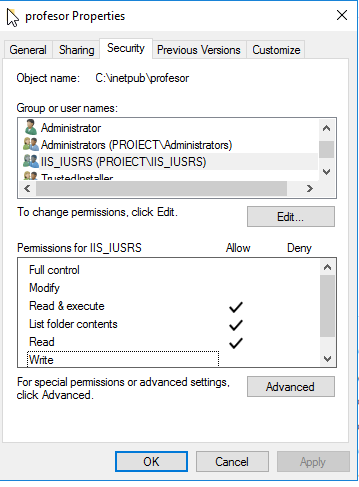 profesor Properties
General Sharing Security Previous Versions Customize
Object name: C:\inetpub\profesor
Group or user names:
Administrator
Administrators (PROIECT\Administrators)
IIS_IUSRS (PROIECT\IIS_IUSRS)
TrustedInstaller
To change permissions, click Edit.
Edit...
Permissions for IIS_IUSRS Allow Deny
Full control
Modify
Read & execute
List folder contents
Read
Write
For special permissions or advanced settings,
click Advanced.
Advanced
OK Cancel Apply